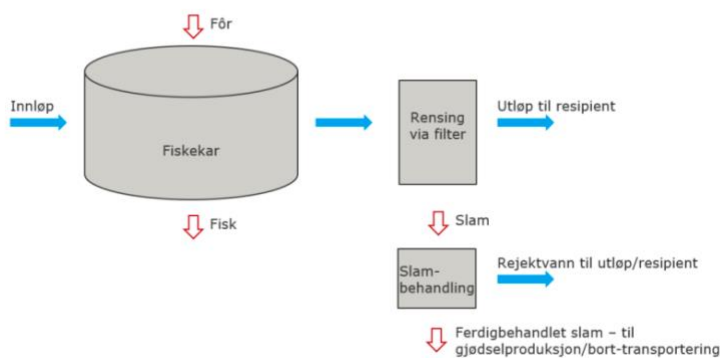 Fôr
Innløp
Fiskekar
Rensing
via filter
Utløp til resipient
Fisk
Slam
Slam-
behandling
Rejektvann til utløp/resipient
Ferdigbehandlet slam – til
gjødselproduksjon/bort-transportering